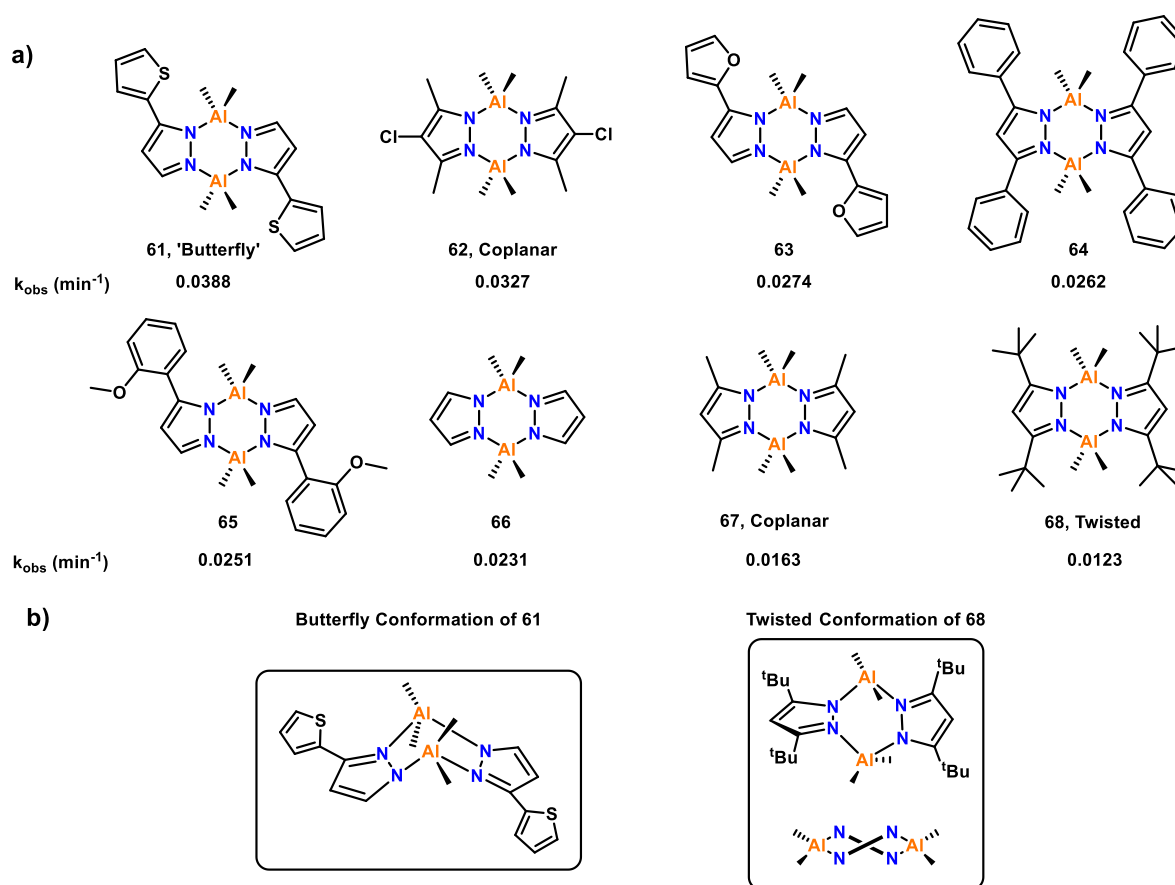 a)
S Al N N N N Al S
Al Cl N N N N Cl Al
O Al N N N N Al O
Al N N N N Al
61, 'Butterfly' 62, Coplanar 63 64
kobs (min-1) 0.0388 0.0327 0.0274 0.0262
O Al N N N N Al O
Al N N N N Al
Al N N N N Al
Al N N N N Al
65 66 67, Coplanar 68, Twisted
kobs (min-1) 0.0251 0.0231 0.0163 0.0123
b) Butterfly Conformation of 61 Twisted Conformation of 68
S Al N N Al N N S
tBu Al tBu N N N N tBu Al tBu
N N Al Al N N